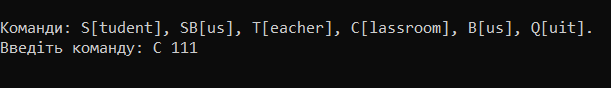 Команди: S[tudent], SB[us], T[eacher], C[lassroom], B[us], Q[uit].
Введіть команду: C 111